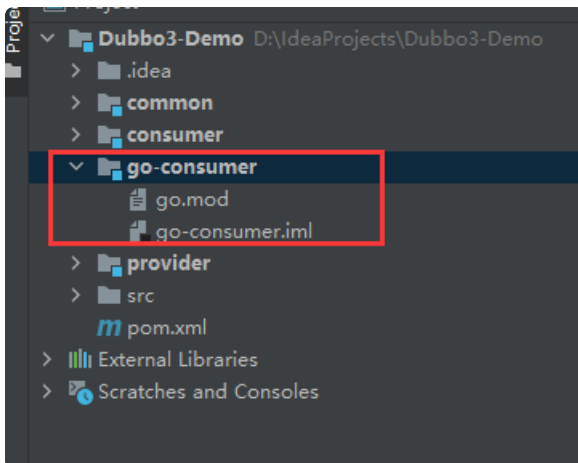 Project
Dubbo3-Demo D:\IdeaProjects\Dubbo3-Demo
.idea
common
consumer
go-consumer
go.mod
go-consumer.iml
provider
src
m pom.xml
External Libraries
Scratches and Consoles